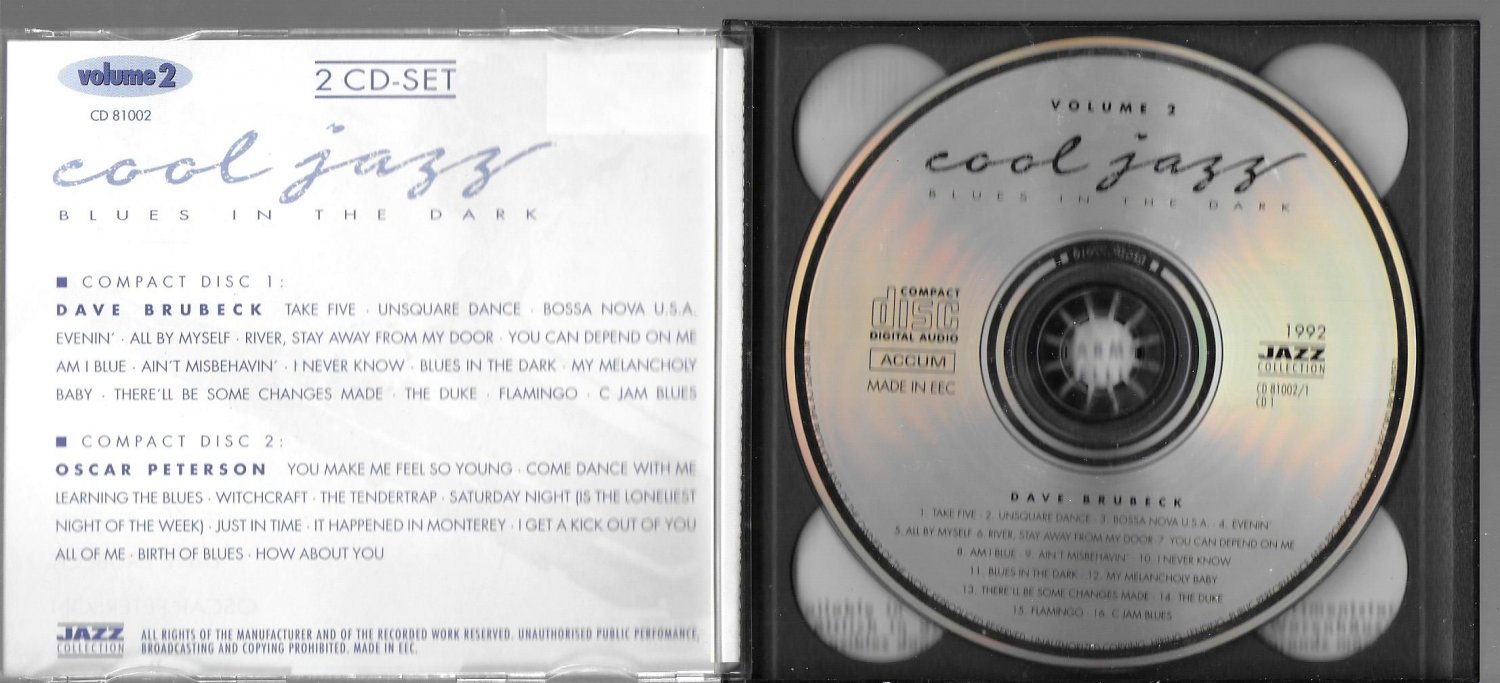 volume 2
2 CD-SET
CD 81002
cool jazz
BLUES IN THE DARK
■ COMPACT DISC 1:
DAVE BRUBECK TAKE FIVE · UNSQUARE DANCE · BOSSA NOVA U.S.A.
EVENIN' · ALL BY MYSELF · RIVER, STAY AWAY FROM MY DOOR · YOU CAN DEPEND ON ME
AM I BLUE · AIN'T MISBEHAVIN' · I NEVER KNOW · BLUES IN THE DARK · MY MELANCHOLY
BABY · THERE'LL BE SOME CHANGES MADE · THE DUKE · FLAMINGO · C JAM BLUES
■ COMPACT DISC 2:
OSCAR PETERSON YOU MAKE ME FEEL SO YOUNG · COME DANCE WITH ME
LEARNING THE BLUES · WITCHCRAFT · THE TENDERTRAP · SATURDAY NIGHT (IS THE LONELIEST
NIGHT OF THE WEEK) · JUST IN TIME · IT HAPPENED IN MONTEREY · I GET A KICK OUT OF YOU
ALL OF ME · BIRTH OF BLUES · HOW ABOUT YOU
JAZZ
COLLECTION
ALL RIGHTS OF THE MANUFACTURER AND OF THE RECORDED WORK RESERVED. UNAUTHORISED PUBLIC PERFOMANCE,
BROADCASTING AND COPYING PROHIBITED. MADE IN EEC.
VOLUME 2
cool jazz
BLUES IN THE DARK
COMPACT
disc
DIGITAL AUDIO
ACCUM
MADE IN EEC
1992
JAZZ
COLLECTION
CD 81002/1
CD 1
DAVE BRUBECK
1. TAKE FIVE · 2. UNSQUARE DANCE · 3. BOSSA NOVA U.S.A. · 4. EVENIN'
5. ALL BY MYSELF · 6. RIVER, STAY AWAY FROM MY DOOR · 7. YOU CAN DEPEND ON ME
8. AM I BLUE · 9. AIN'T MISBEHAVIN' · 10. I NEVER KNOW
11. BLUES IN THE DARK · 12. MY MELANCHOLY BABY
13. THERE'LL BE SOME CHANGES MADE · 14. THE DUKE
15. FLAMINGO · 16. C JAM BLUES